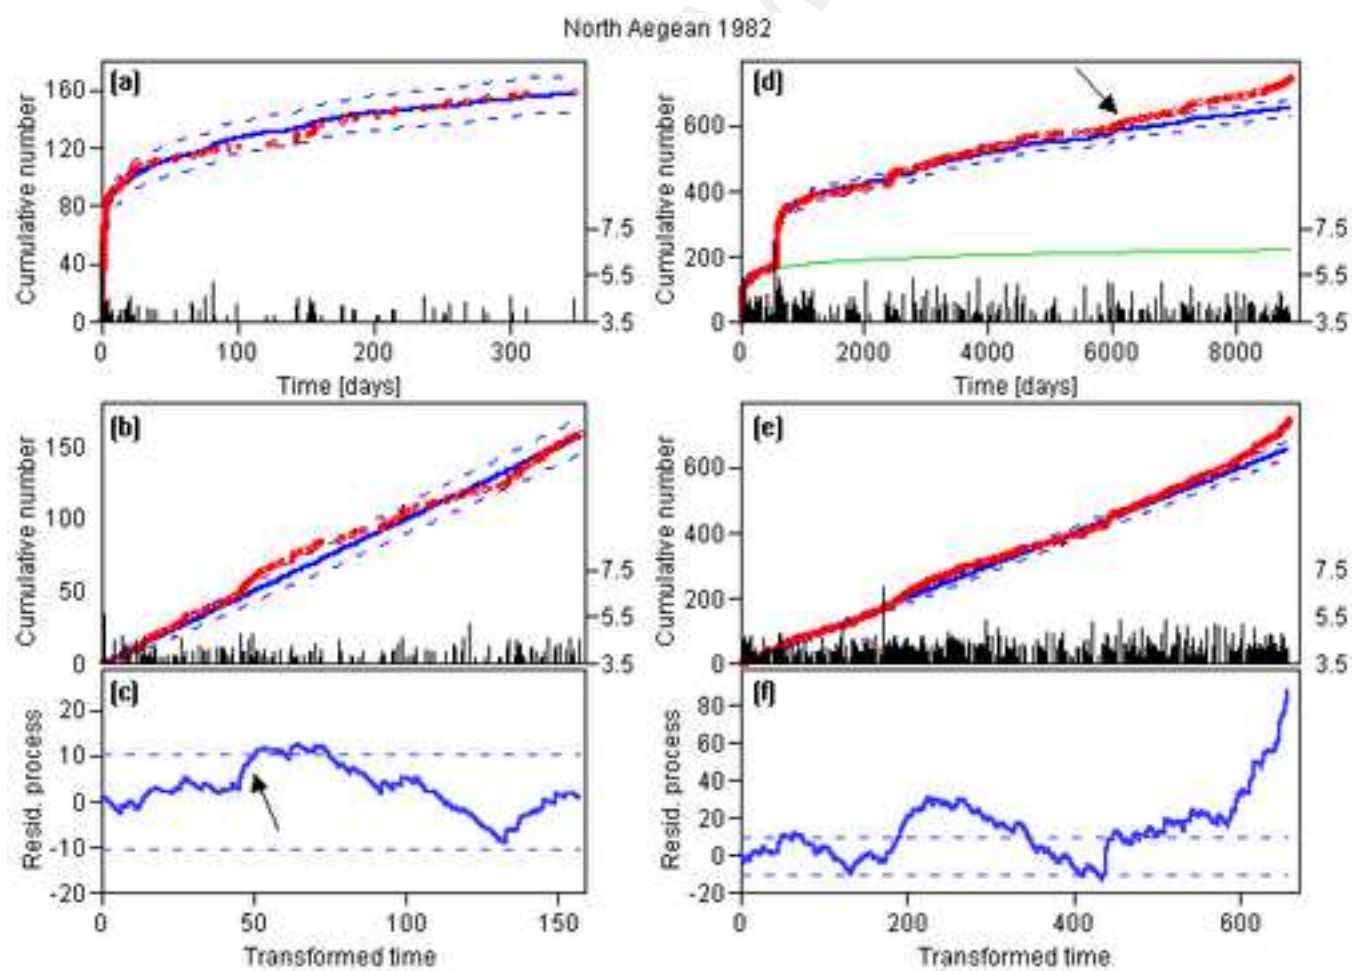 North Aegean 1982
(a)
Cumulative number
160
120
80
40
0
7.5
5.5
3.5
0 100 200 300
Time [days]
(d)
Cumulative number
600
400
200
0
7.5
5.5
3.5
0 2000 4000 6000 8000
Time [days]
(b)
Cumulative number
150
100
50
0
7.5
5.5
3.5
(e)
Cumulative number
600
400
200
0
7.5
5.5
3.5
(c)
Resid. process
20
10
0
-10
-20
0 50 100 150
Transformed time
(f)
Resid. process
80
60
40
20
0
-20
0 200 400 600
Transformed time